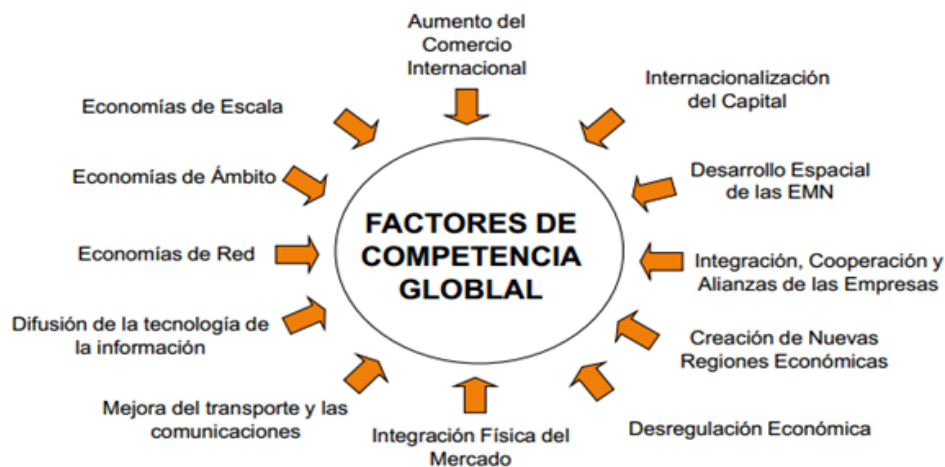 Aumento del
Comercio
Internacional
Internacionalización
del Capital
Desarrollo Espacial
de las EMN
Integración, Cooperación y
Alianzas de las Empresas
Creación de Nuevas
Regiones Económicas
Desregulación Económica
Integración Física del
Mercado
Mejora del transporte y las
comunicaciones
Difusión de la tecnología de
la información
Economías de Red
Economías de Ámbito
Economías de Escala
FACTORES DE
COMPETENCIA
GLOBLAL